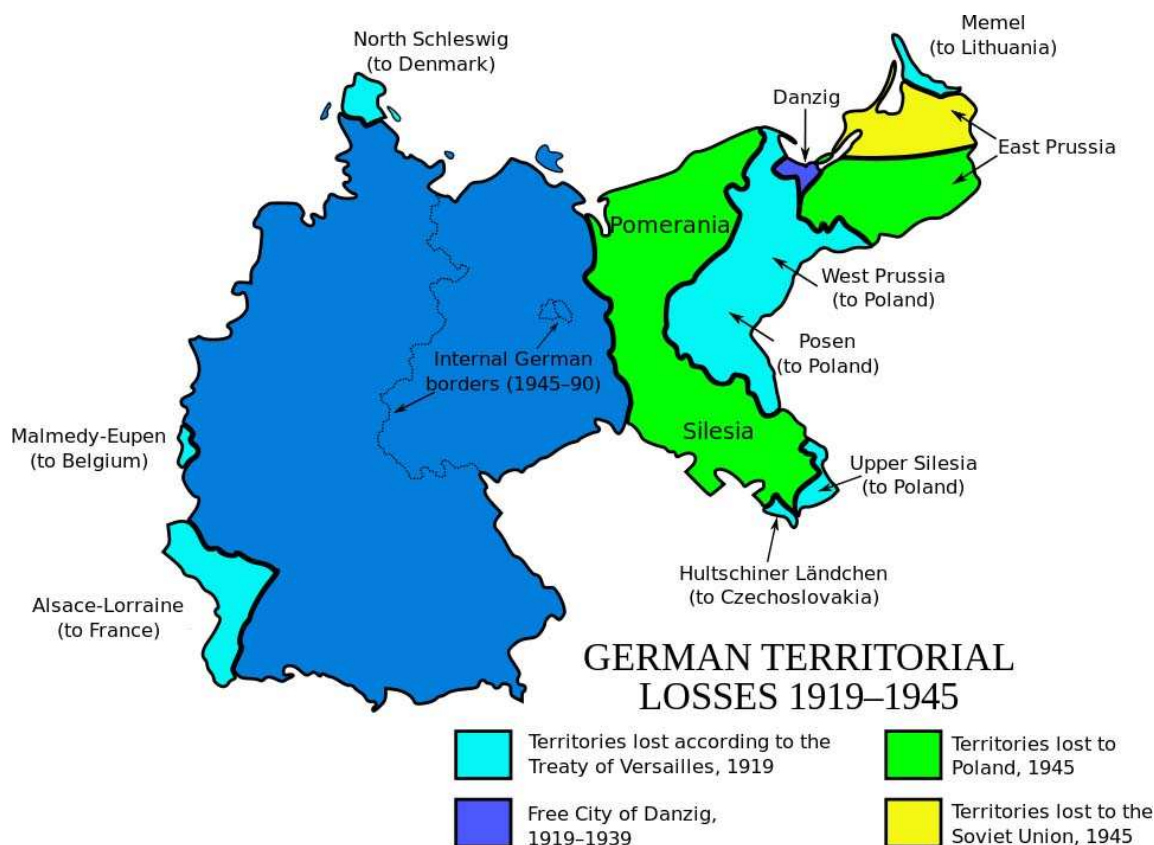 North Schleswig
(to Denmark)
Memel
(to Lithuania)
Danzig
East Prussia
Pomerania
West Prussia
(to Poland)
Posen
(to Poland)
Internal German
borders (1945–90)
Silesia
Malmedy-Eupen
(to Belgium)
Upper Silesia
(to Poland)
Hultschiner Ländchen
(to Czechoslovakia)
Alsace-Lorraine
(to France)
GERMAN TERRITORIAL
LOSSES 1919–1945
Territories lost according to the
Treaty of Versailles, 1919
Territories lost to
Poland, 1945
Free City of Danzig,
1919–1939
Territories lost to the
Soviet Union, 1945